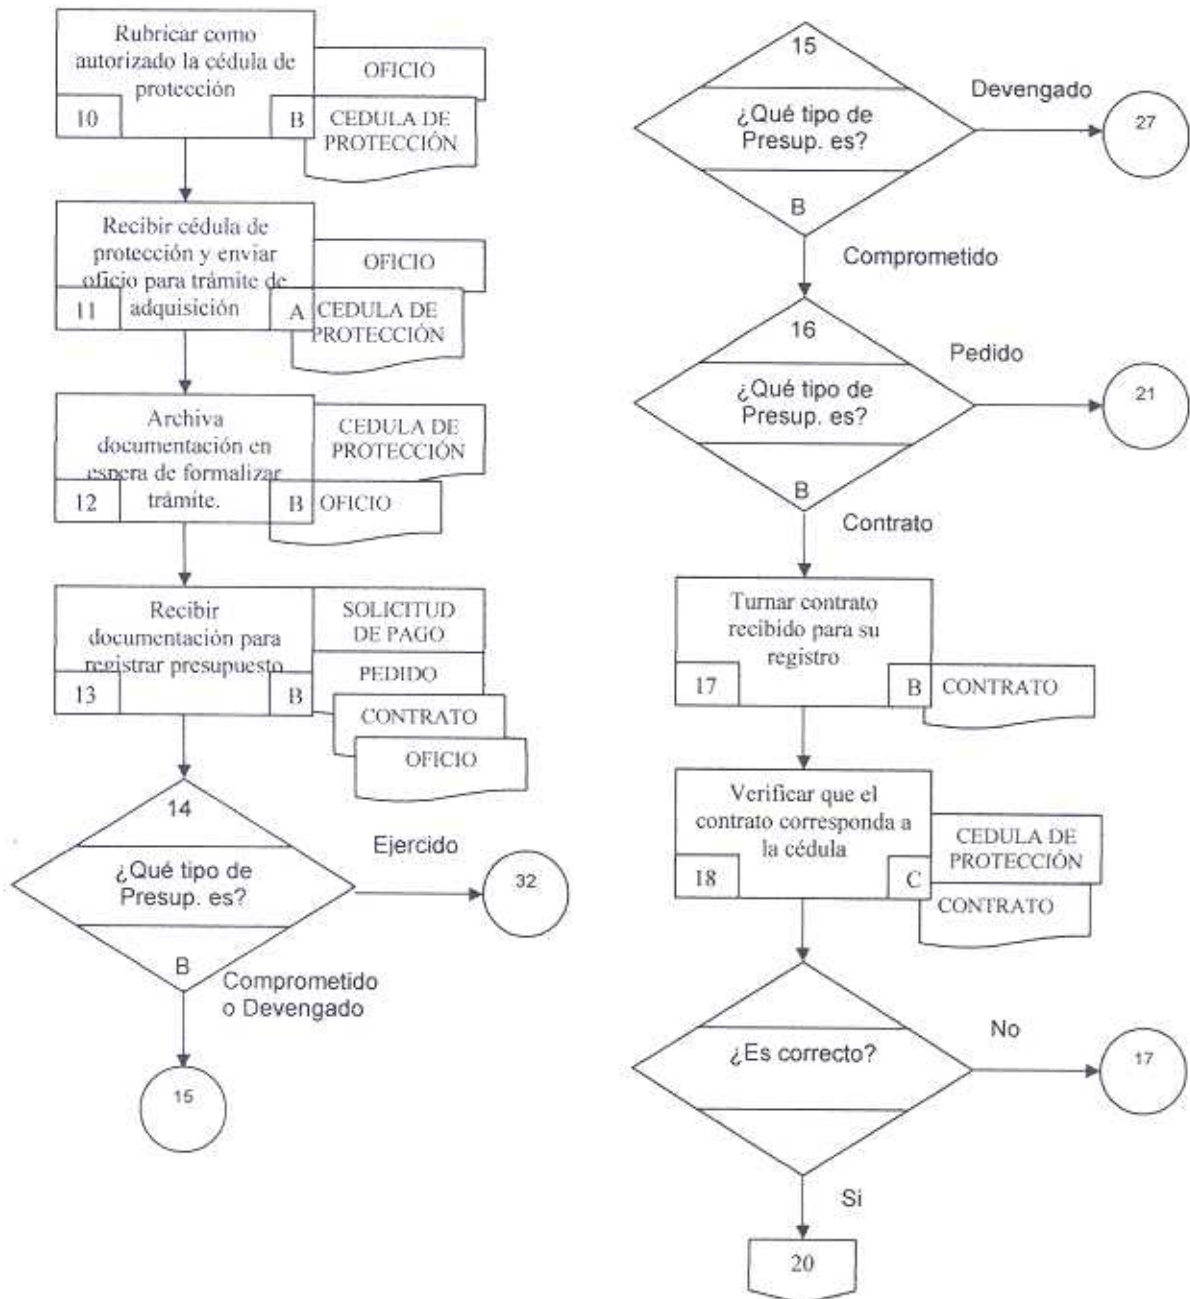 Rubricar como
autorizado la cédula de
protección
10
B
OFICIO
CEDULA DE
PROTECCIÓN
Recibir cédula de
protección y enviar
oficio para trámite de
adquisición
11
A
OFICIO
CEDULA DE
PROTECCIÓN
Archiva
documentación en
espera de formalizar
trámite.
12
B
CEDULA DE
PROTECCIÓN
OFICIO
Recibir
documentación para
registrar presupuesto
13
B
SOLICITUD
DE PAGO
PEDIDO
CONTRATO
OFICIO
14
¿Qué tipo de
Presup. es?
B
Ejercido
32
Comprometido
o Devengado
15
15
¿Qué tipo de
Presup. es?
B
Devengado
27
Comprometido
16
¿Qué tipo de
Presup. es?
B
Pedido
21
Contrato
Turnar contrato
recibido para su
registro
17
B
CONTRATO
Verificar que el
contrato corresponda a
la cédula
18
C
CEDULA DE
PROTECCIÓN
CONTRATO
¿Es correcto?
No
17
Si
20